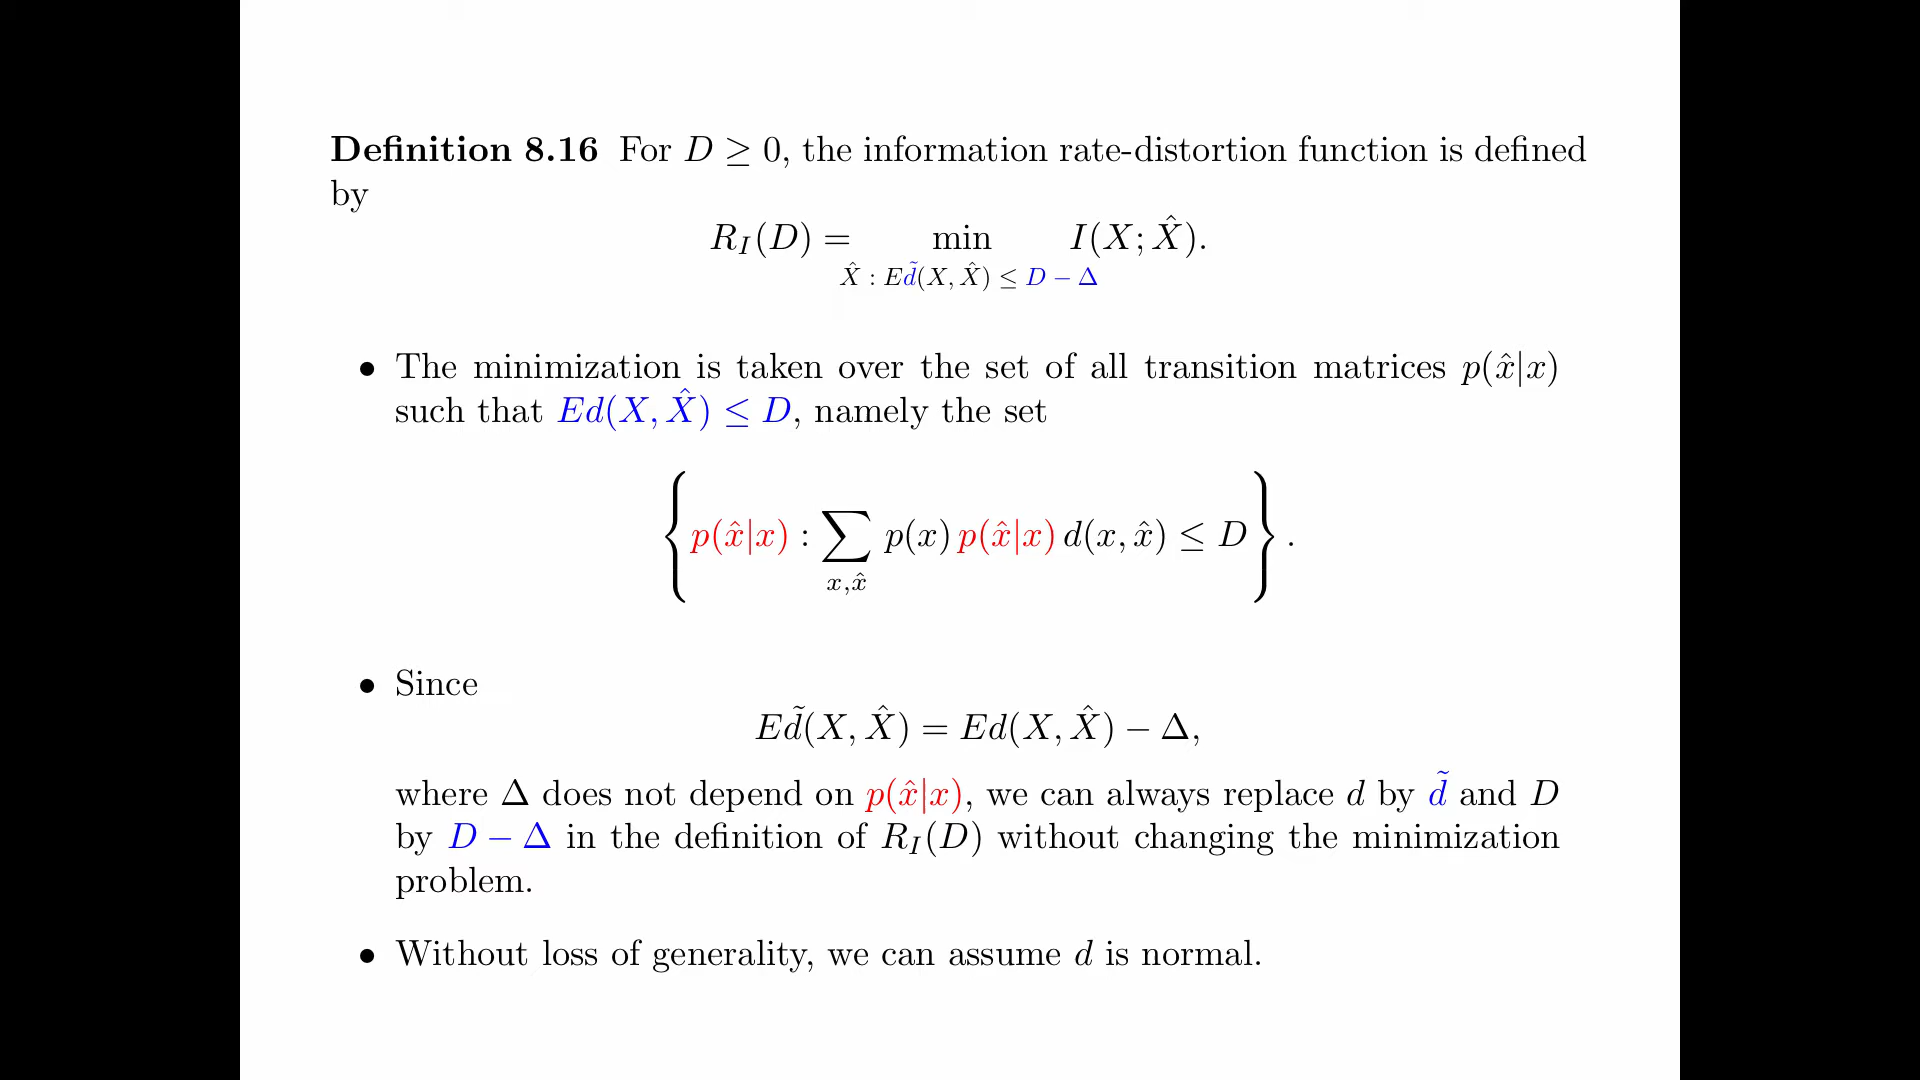 Definition 8.16 For D ≥ 0, the information rate-distortion function is defined
by
R_I(D) = min I(X; X̂).
X̂ : Ed̃(X, X̂) ≤ D − Δ
• The minimization is taken over the set of all transition matrices p(x̂|x)
such that Ed(X, X̂) ≤ D, namely the set
{ p(x̂|x) : ∑ p(x) p(x̂|x) d(x, x̂) ≤ D } .
x,x̂
• Since
Ed̃(X, X̂) = Ed(X, X̂) − Δ,
where Δ does not depend on p(x̂|x), we can always replace d by d̃ and D
by D − Δ in the definition of R_I(D) without changing the minimization
problem.
• Without loss of generality, we can assume d is normal.